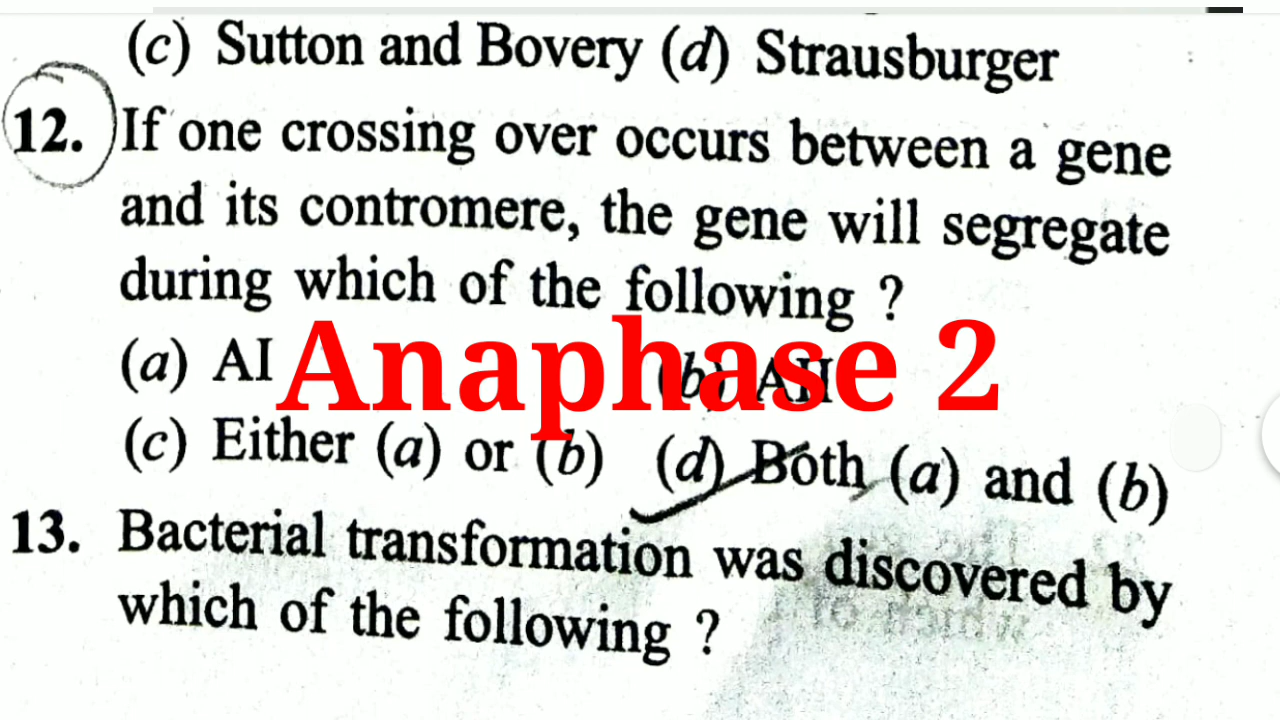 (c) Sutton and Bovery (d) Strausburger
12. If one crossing over occurs between a gene
and its contromere, the gene will segregate
during which of the following ?
(a) AI (b) AII
Anaphase 2
(c) Either (a) or (b) (d) Both (a) and (b)
13. Bacterial transformation was discovered by
which of the following ?